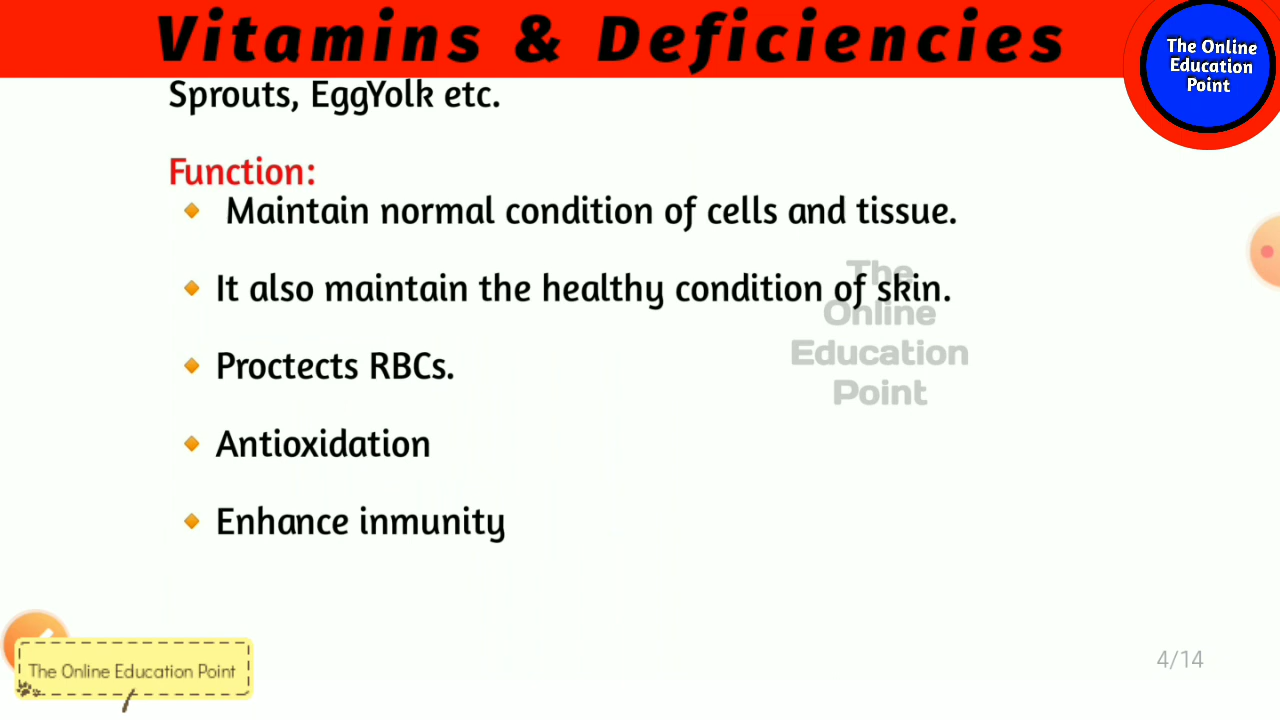 Vitamins & Deficiencies
The Online
Education
Point
Sprouts, EggYolk etc.
Function:
Maintain normal condition of cells and tissue.
It also maintain the healthy condition of skin.
Proctects RBCs.
Antioxidation
Enhance inmunity
The
Online
Education
Point
The Online Education Point
4/14